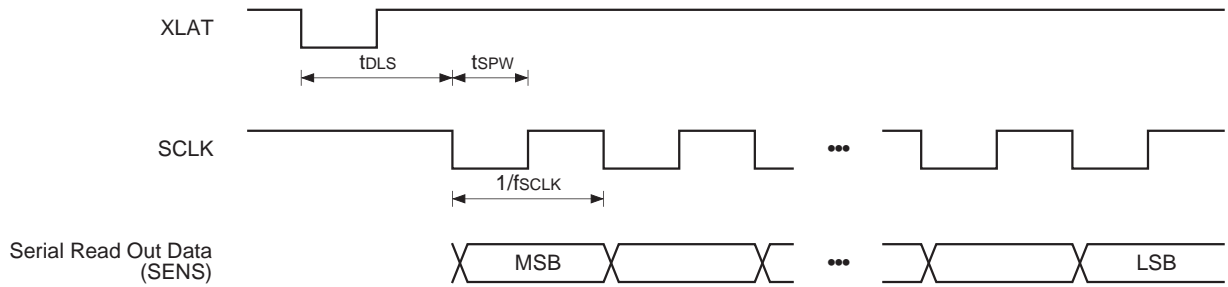 XLAT
tDLS
tSPW
SCLK
•••
1/fSCLK
Serial Read Out Data
(SENS)
MSB
•••
LSB